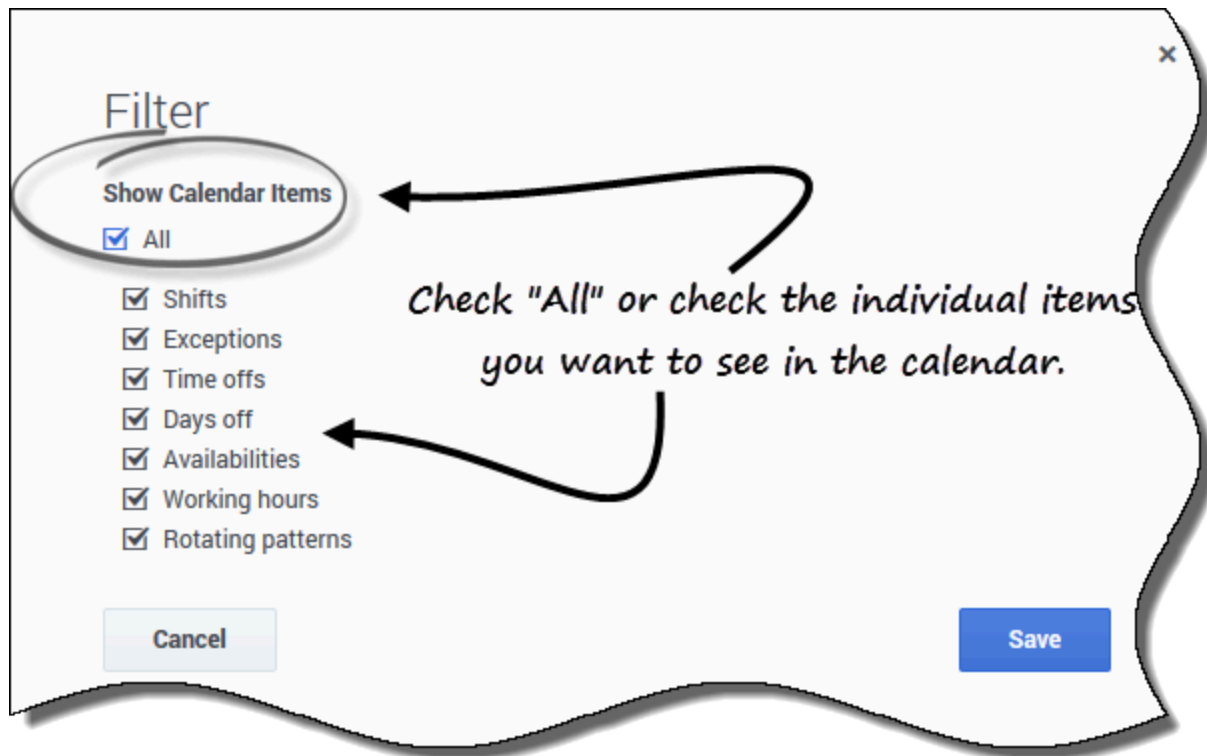 Filter
Show Calendar Items
All
Shifts
Exceptions
Time offs
Days off
Availabilities
Working hours
Rotating patterns
Check "All" or check the individual items
you want to see in the calendar.
Cancel
Save